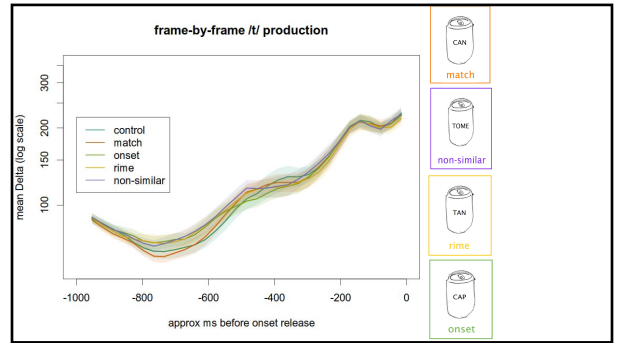 frame-by-frame /t/ production
mean Delta (log scale)
300
200
150
100
control
match
onset
rime
non-similar
-1000
-800
-600
-400
-200
0
approx ms before onset release
CAN
match
TOME
non-similar
TAN
rime
CAP
onset